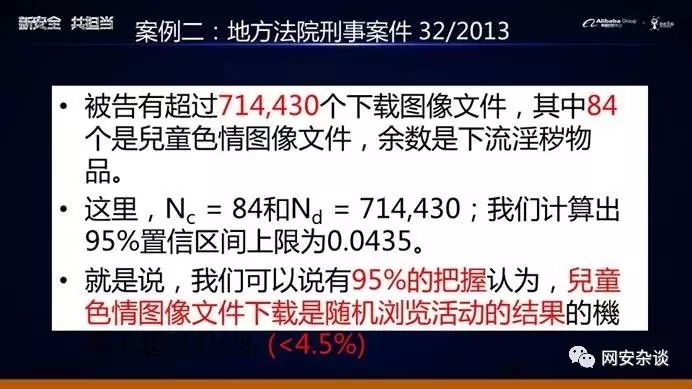 新安全 共担当
案例二：地方法院刑事案件 32/2013
Alibaba Group
• 被告有超过714,430个下载图像文件，其中84
个是兒童色情图像文件，余数是下流淫秽物
品。
• 这里，Nc = 84和Nd = 714,430；我们计算出
95%置信区间上限为0.0435。
• 就是说，我们可以说有95%的把握认为，兒童
色情图像文件下载是随机浏览活动的结果的機
(<4.5%)
网安杂谈